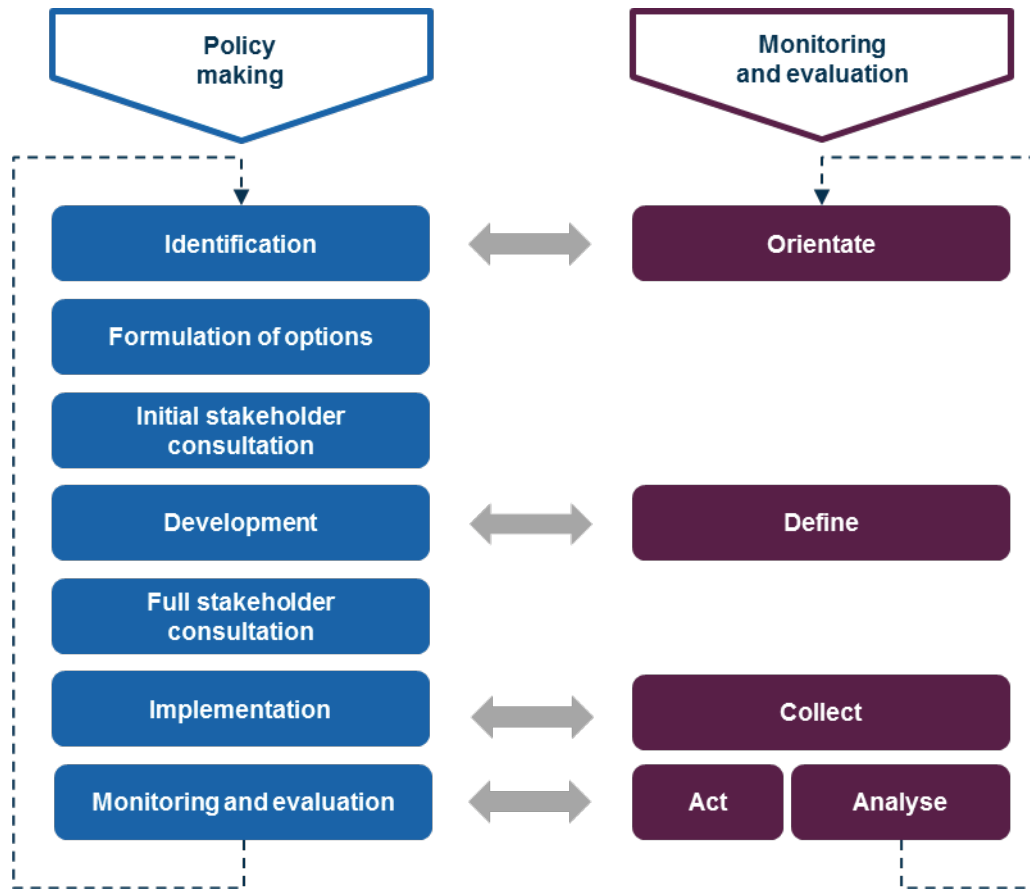 Policy
making
Monitoring
and evaluation
Identification
Orientate
Formulation of options
Initial stakeholder
consultation
Development
Define
Full stakeholder
consultation
Implementation
Collect
Monitoring and evaluation
Act
Analyse